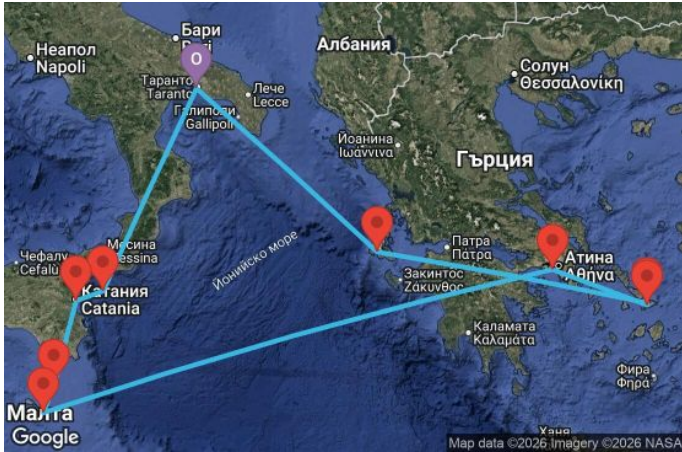 Бари
Bari
Неапол
Napoli
O
Таранто
Taranto
Лече
Lecce
Галиполи
Gallipoli
Албания
Солун
Θεσσαλονίκη
Йоанина
Ιωάννινα
Гърция
Йонийско море
Патра
Πάτρα
Атина
Αθήνα
Закинтос
Ζάκυνθος
Месина
Messina
Чефалу
Cefalù
Катания
Catania
Каламата
Καλαμάτα
Фира
Φηρά
Малта
Ханя
Google
Map data ©2026 Imagery ©2026 NASA